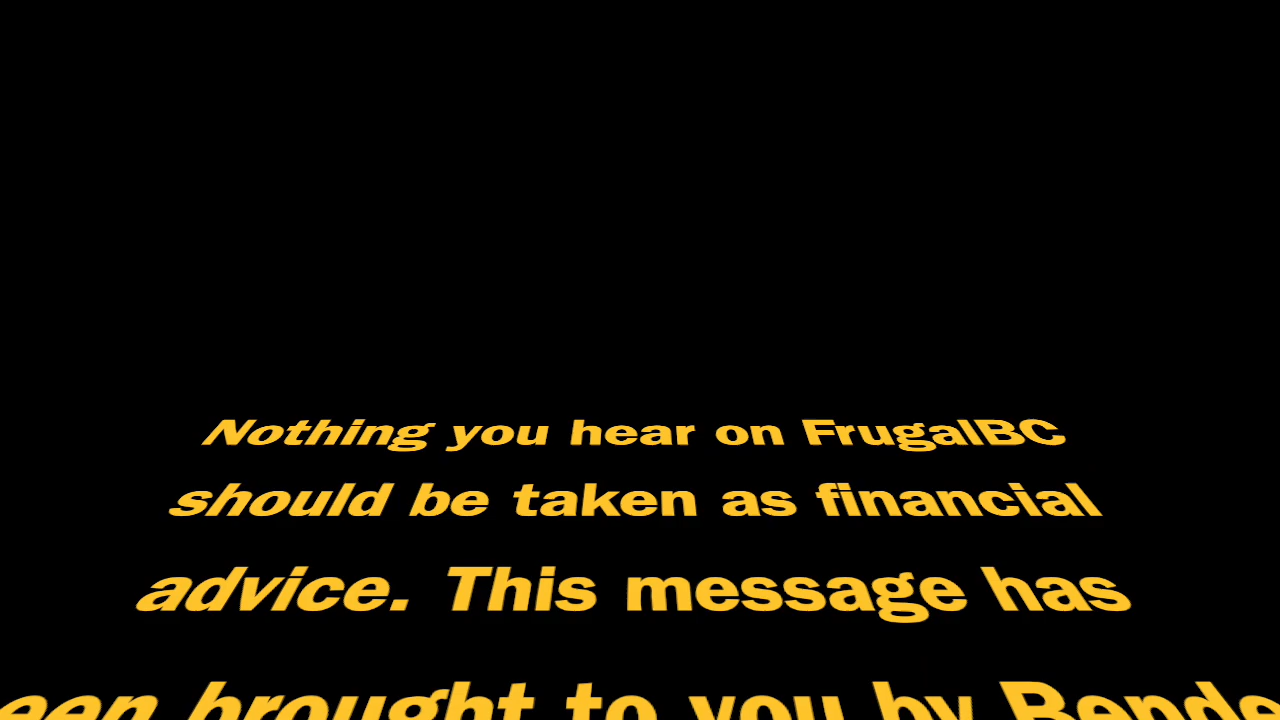 Nothing you hear on FrugalBC
should be taken as financial
advice. This message has
brought to you by